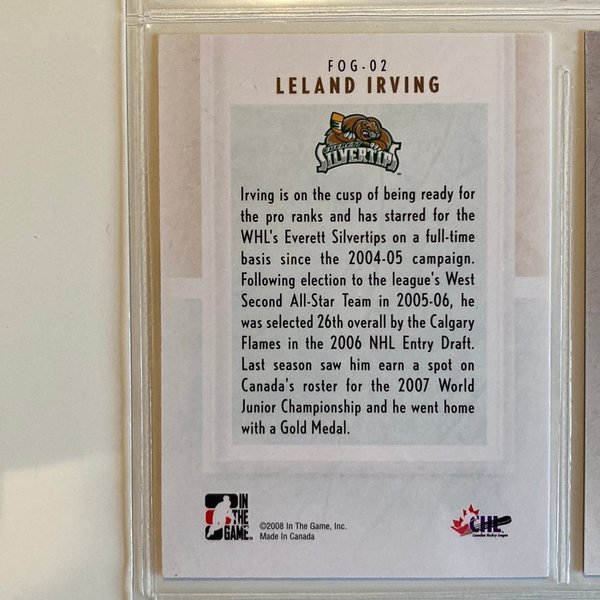 FOG-02
LELAND IRVING
EVERETT
SILVERTIPS
Irving is on the cusp of being ready for
the pro ranks and has starred for the
WHL's Everett Silvertips on a full-time
basis since the 2004-05 campaign.
Following election to the league's West
Second All-Star Team in 2005-06, he
was selected 26th overall by the Calgary
Flames in the 2006 NHL Entry Draft.
Last season saw him earn a spot on
Canada's roster for the 2007 World
Junior Championship and he went home
with a Gold Medal.
IN
THE
GAME
©2008 In The Game, Inc.
Made In Canada
CHL
Canadian Hockey League